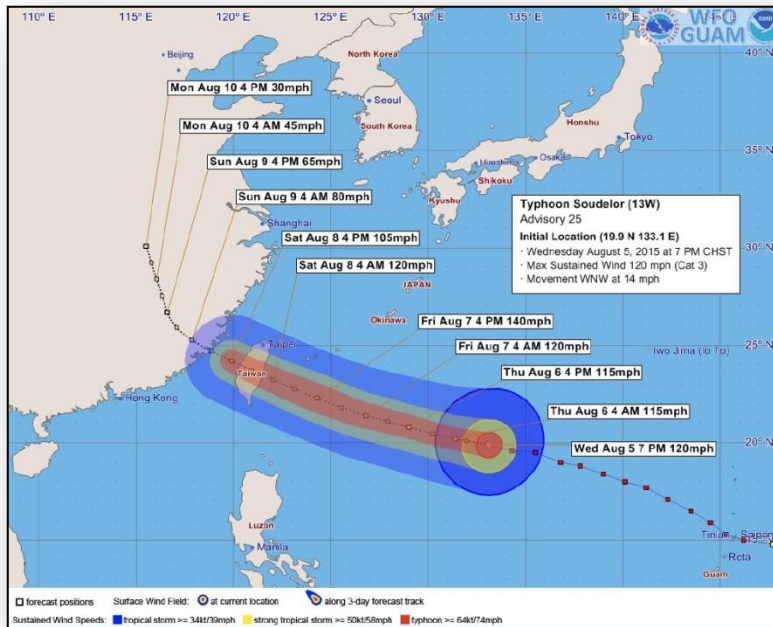 110° E 115° E 120° E 125° E 130° E 135° E 140° E
WFO
GUAM
Beijing
North Korea
40° N
Mon Aug 10 4 PM 30mph
Seoul
Honshu
South Korea
Mon Aug 10 4 AM 45mph
Tokyo
35° N
Sun Aug 9 4 PM 65mph
Hiroshima
Osaka
Shikoku
Kyushu
Sun Aug 9 4 AM 80mph
Typhoon Soudelor (13W)
Advisory 25
Initial Location (19.9 N 133.1 E)
· Wednesday August 5, 2015 at 7 PM CHST
· Max Sustained Wind 120 mph (Cat 3)
· Movement WNW at 14 mph
Shanghai
Sat Aug 8 4 PM 105mph
30° N
Sat Aug 8 4 AM 120mph
JAPAN
Okinawa
Fri Aug 7 4 PM 140mph
Taipei
Iwo Jima (Io To)
25° N
Fri Aug 7 4 AM 120mph
Taiwan
Thu Aug 6 4 PM 115mph
Hong Kong
Thu Aug 6 4 AM 115mph
Wed Aug 5 7 PM 120mph
20° N
Luzon
Manila
Tinian
Saipan
15° N
Rota
Guam
forecast positions Surface Wind Field: at current location along 3-day forecast track
Sustained Wind Speeds: tropical storm >= 34kt/39mph strong tropical storm >= 50kt/58mph typhoon >= 64kt/74mph